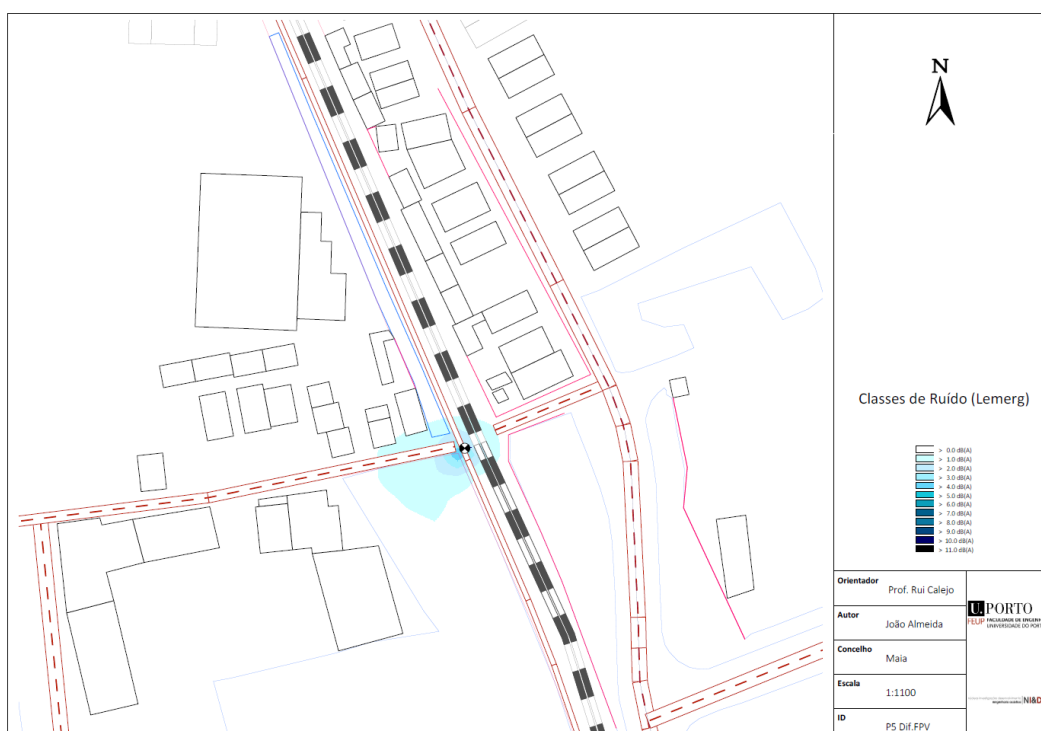 N
Classes de Ruído (Lemerg)
> 0.0 dB(A)
> 1.0 dB(A)
> 2.0 dB(A)
> 3.0 dB(A)
> 4.0 dB(A)
> 5.0 dB(A)
> 6.0 dB(A)
> 7.0 dB(A)
> 8.0 dB(A)
> 9.0 dB(A)
> 10.0 dB(A)
> 11.0 dB(A)
Orientador
Prof. Rui Calejo
Autor
João Almeida
Concelho
Maia
Escala
1:1100
ID
P5 Dif.FPV
U. PORTO
FEUP FACULDADE DE ENGENH
UNIVERSIDADE DO PORT
NI&D